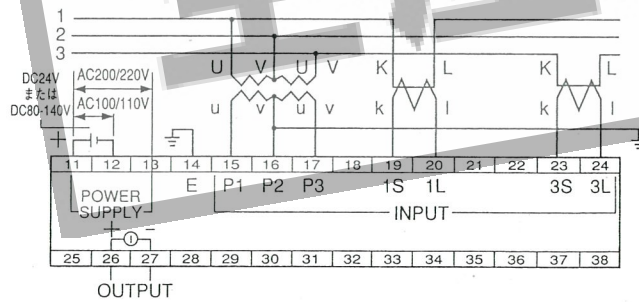 1
2
3
U V U V K L K L
DC24V
または
DC80-140V
AC200/220V
AC100/110V
u v u v k l k l
+
11 12 13 14 15 16 17 18 19 20 21 22 23 24
E P1 P2 P3 1S 1L 3S 3L
POWER
SUPPLY
INPUT
+ −
25 26 27 28 29 30 31 32 33 34 35 36 37 38
OUTPUT